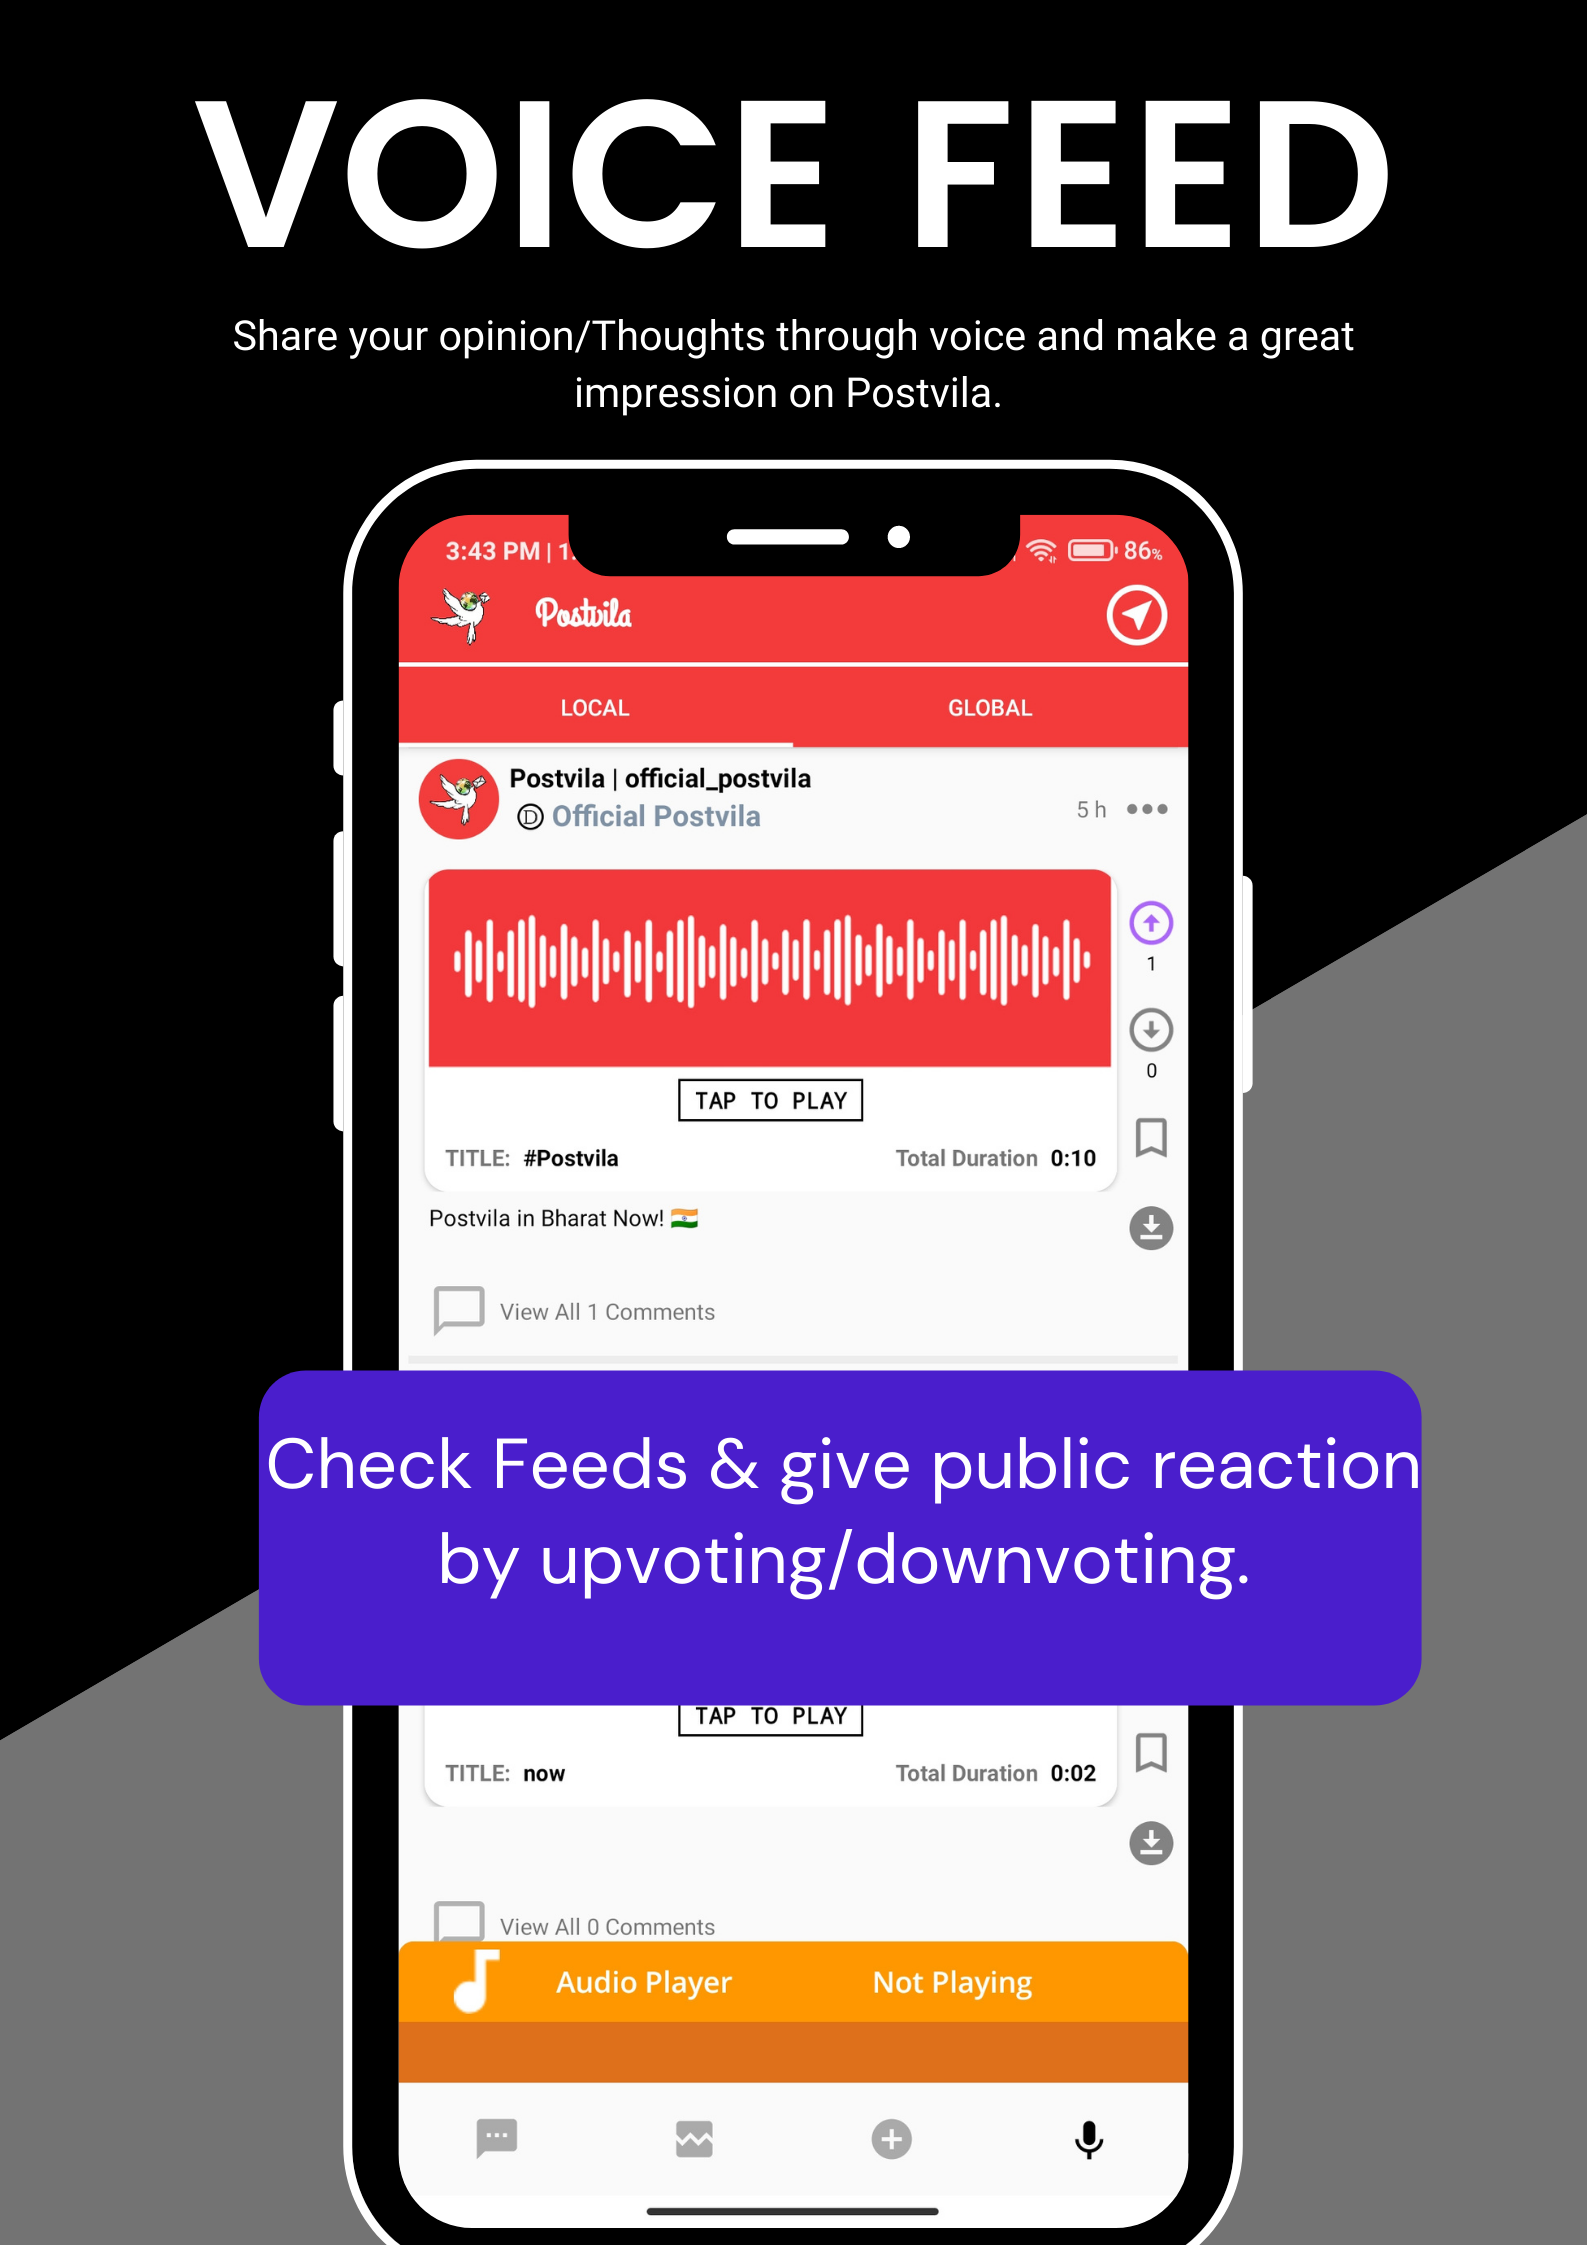 VOICE FEED
Share your opinion/Thoughts through voice and make a great
impression on Postvila.
3:43 PM | 86%
Postvila
LOCAL GLOBAL
Postvila | official_postvila
Ⓓ Official Postvila
5 h
1
0
TAP TO PLAY
TITLE: #Postvila Total Duration 0:10
Postvila in Bharat Now! 🇮🇳
View All 1 Comments
Check Feeds & give public reaction
by upvoting/downvoting.
TAP TO PLAY
TITLE: now Total Duration 0:02
View All 0 Comments
Audio Player Not Playing